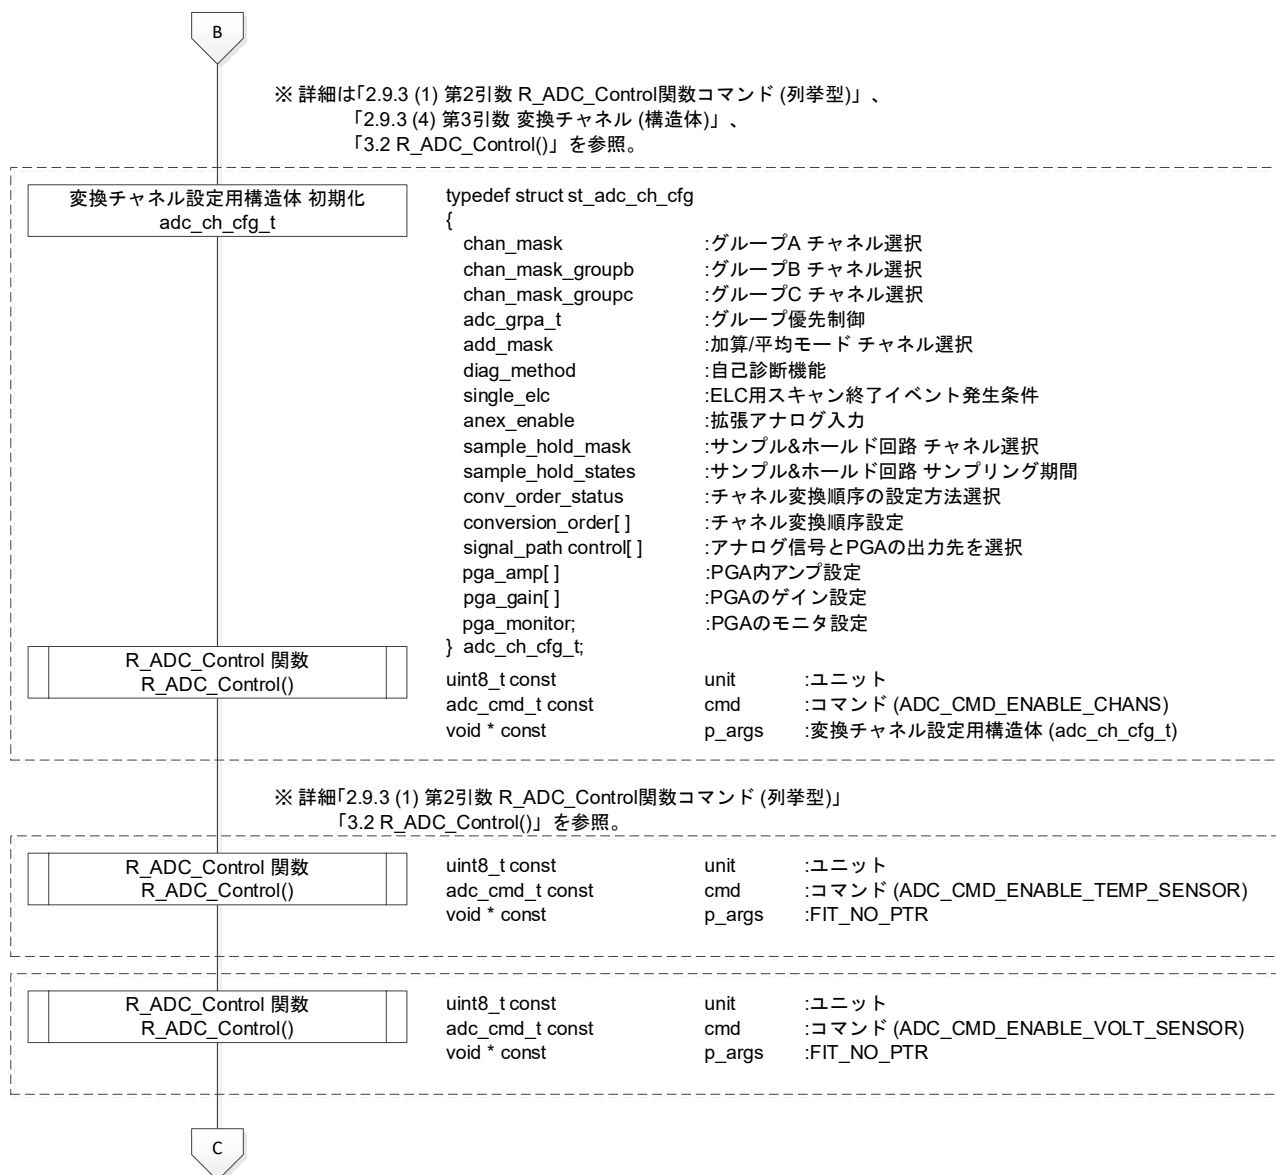 B
※ 詳細は「2.9.3 (1) 第2引数 R_ADC_Control関数コマンド (列挙型)」、
「2.9.3 (4) 第3引数 変換チャネル (構造体)」、
「3.2 R_ADC_Control()」を参照。
変換チャネル設定用構造体 初期化
adc_ch_cfg_t
typedef struct st_adc_ch_cfg
{
chan_mask :グループA チャネル選択
chan_mask_groupb :グループB チャネル選択
chan_mask_groupc :グループC チャネル選択
adc_grpa_t :グループ優先制御
add_mask :加算/平均モード チャネル選択
diag_method :自己診断機能
single_elc :ELC用スキャン終了イベント発生条件
anex_enable :拡張アナログ入力
sample_hold_mask :サンプル&ホールド回路 チャネル選択
sample_hold_states :サンプル&ホールド回路 サンプリング期間
conv_order_status :チャネル変換順序の設定方法選択
conversion_order[ ] :チャネル変換順序設定
signal_path control[ ] :アナログ信号とPGAの出力先を選択
pga_amp[ ] :PGA内アンプ設定
pga_gain[ ] :PGAのゲイン設定
pga_monitor; :PGAのモニタ設定
} adc_ch_cfg_t;
R_ADC_Control 関数
R_ADC_Control()
uint8_t const unit :ユニット
adc_cmd_t const cmd :コマンド (ADC_CMD_ENABLE_CHANS)
void * const p_args :変換チャネル設定用構造体 (adc_ch_cfg_t)
※ 詳細「2.9.3 (1) 第2引数 R_ADC_Control関数コマンド (列挙型)」
「3.2 R_ADC_Control()」を参照。
R_ADC_Control 関数
R_ADC_Control()
uint8_t const unit :ユニット
adc_cmd_t const cmd :コマンド (ADC_CMD_ENABLE_TEMP_SENSOR)
void * const p_args :FIT_NO_PTR
R_ADC_Control 関数
R_ADC_Control()
uint8_t const unit :ユニット
adc_cmd_t const cmd :コマンド (ADC_CMD_ENABLE_VOLT_SENSOR)
void * const p_args :FIT_NO_PTR
C